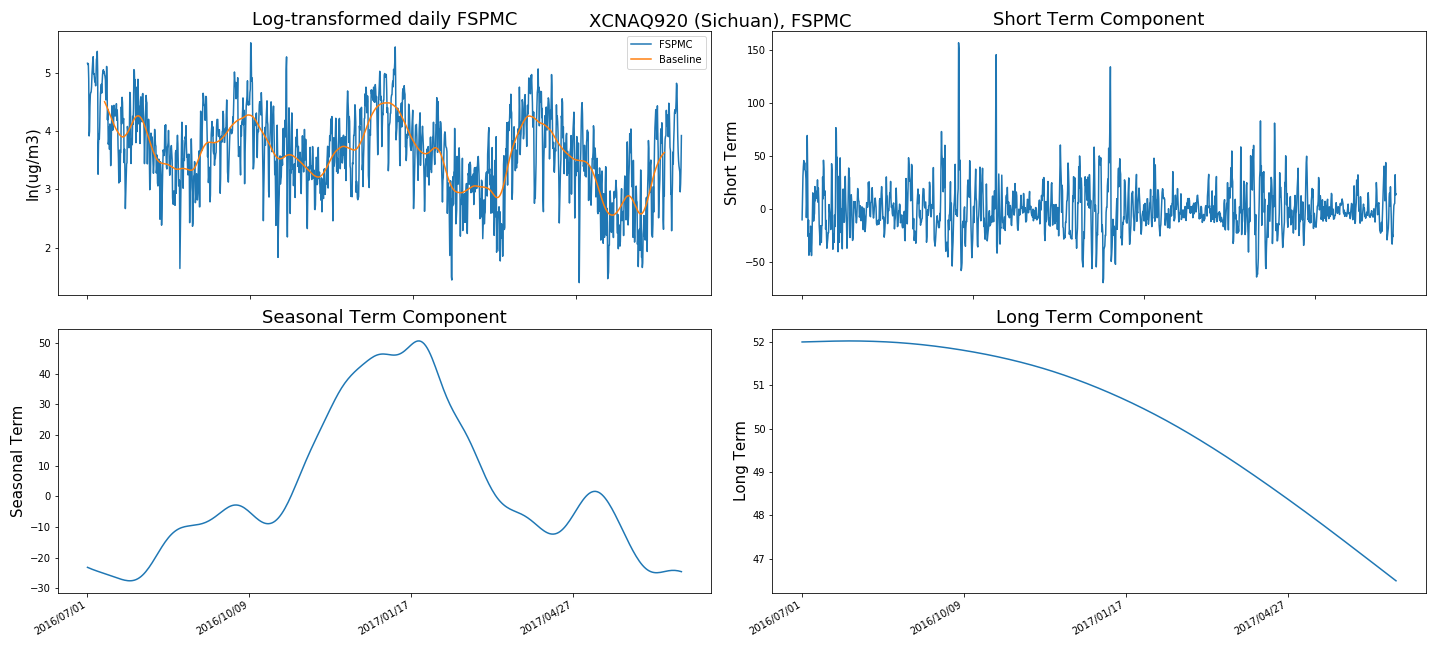 XCNAQ920 (Sichuan), FSPMC
Log-transformed daily FSPMC
ln(ug/m3)
5
4
3
2
FSPMC
Baseline
Short Term Component
Short Term
150
100
50
0
−50
Seasonal Term Component
Seasonal Term
50
40
30
20
10
0
−10
−20
−30
2016/07/01
2016/10/09
2017/01/17
2017/04/27
Long Term Component
Long Term
52
51
50
49
48
47
2016/07/01
2016/10/09
2017/01/17
2017/04/27